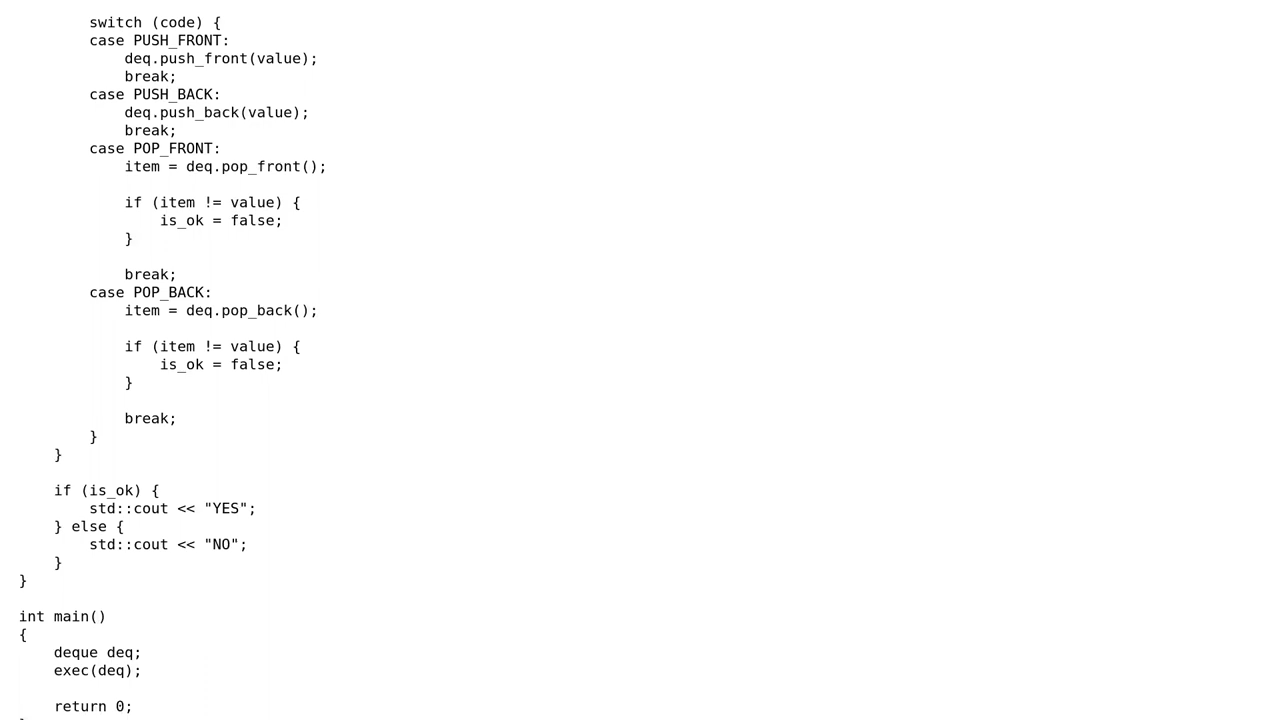 switch (code) {
        case PUSH_FRONT:
            deq.push_front(value);
            break;
        case PUSH_BACK:
            deq.push_back(value);
            break;
        case POP_FRONT:
            item = deq.pop_front();

            if (item != value) {
                is_ok = false;
            }

            break;
        case POP_BACK:
            item = deq.pop_back();

            if (item != value) {
                is_ok = false;
            }

            break;
        }
    }

    if (is_ok) {
        std::cout << "YES";
    } else {
        std::cout << "NO";
    }
}

int main()
{
    deque deq;
    exec(deq);

    return 0;